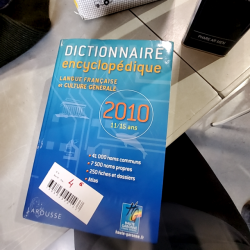 DICTIONNAIRE
encyclopédique
LANGUE FRANÇAISE
et CULTURE GÉNÉRALE
2010
11/15 ans
• 41 000 noms communs
• 7 500 noms propres
• 250 fiches et dossiers
• Atlas
4
LAROUSSE